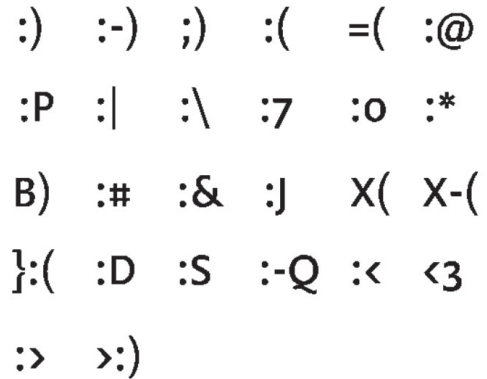 :) :-) ;) :( =( :@
:P :| :\ :7 :o :*
B) :# :& :J X( X-(
}:( :D :S :-Q :< <3
:> >:)